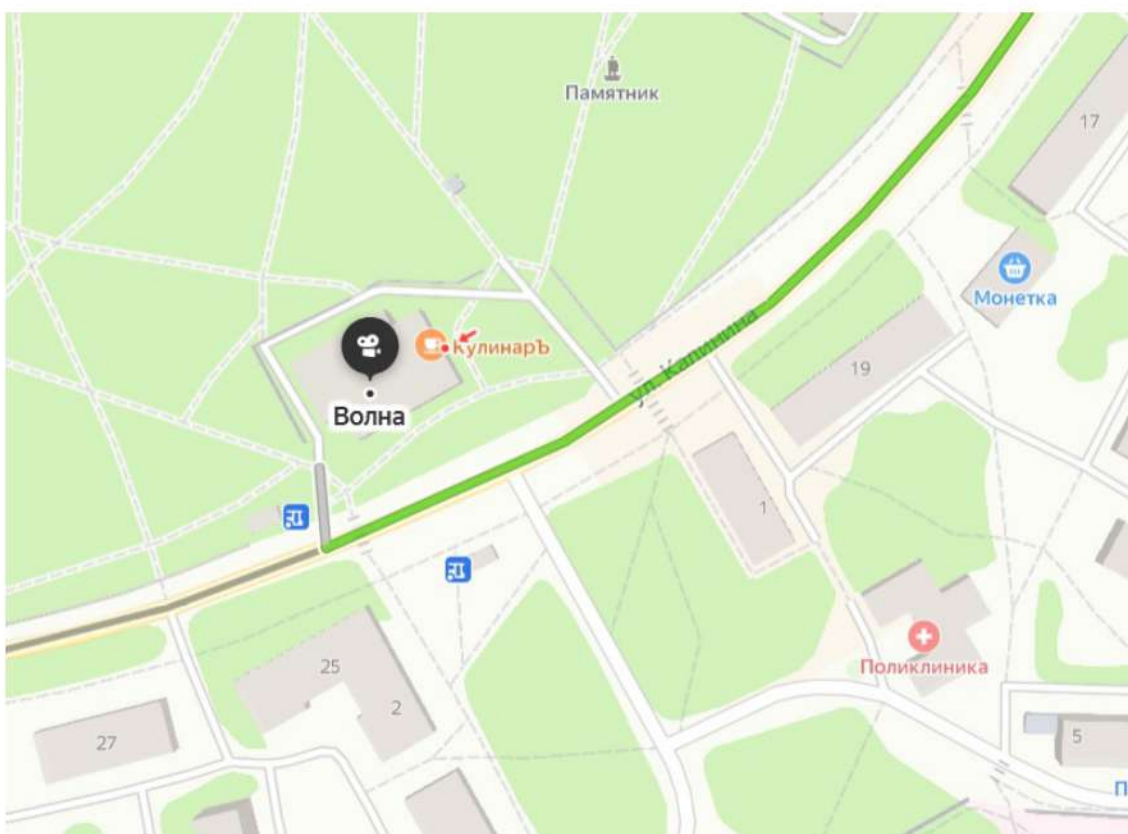 Памятник
17
Монетка
КулинарЪ
ул. Калинина
Волна
19
1
Поликлиника
25
2
27
5
П